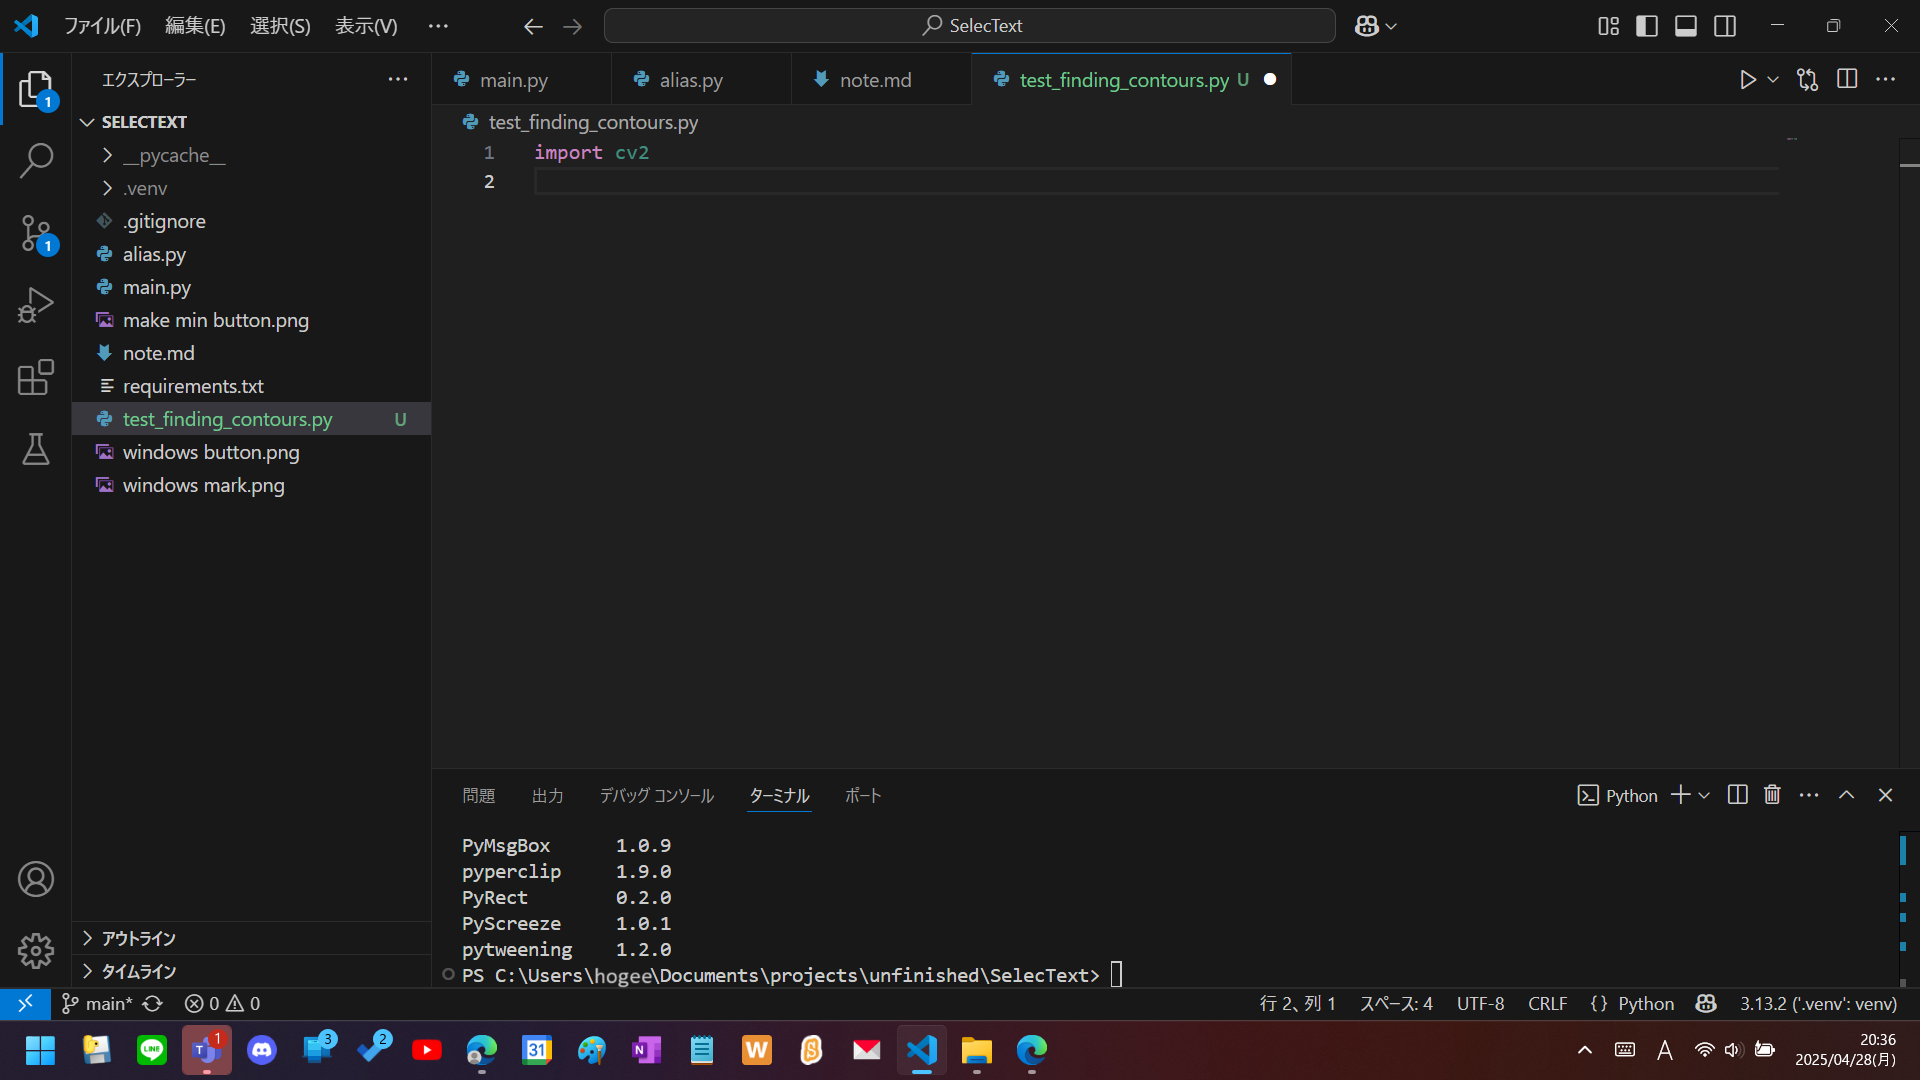 ファイル(F) 編集(E) 選択(S) 表示(V) ··· SelecText
エクスプローラー ···
main.py alias.py note.md test_finding_contours.py U
SELECTEXT
__pycache__
.venv
.gitignore
alias.py
main.py
make min button.png
note.md
requirements.txt
test_finding_contours.py U
windows button.png
windows mark.png
アウトライン
タイムライン
1
1
test_finding_contours.py
1 import cv2
2
問題 出力 デバッグ コンソール ターミナル ポート Python
PyMsgBox 1.0.9
pyperclip 1.9.0
PyRect 0.2.0
PyScreeze 1.0.1
pytweening 1.2.0
PS C:\Users\hogee\Documents\projects\unfinished\SelecText>
main* 0 0 行 2、列 1 スペース: 4 UTF-8 CRLF {} Python 3.13.2 ('.venv': venv)
LINE T 1 3 2 31 N W S A 20:36
2025/04/28(月)